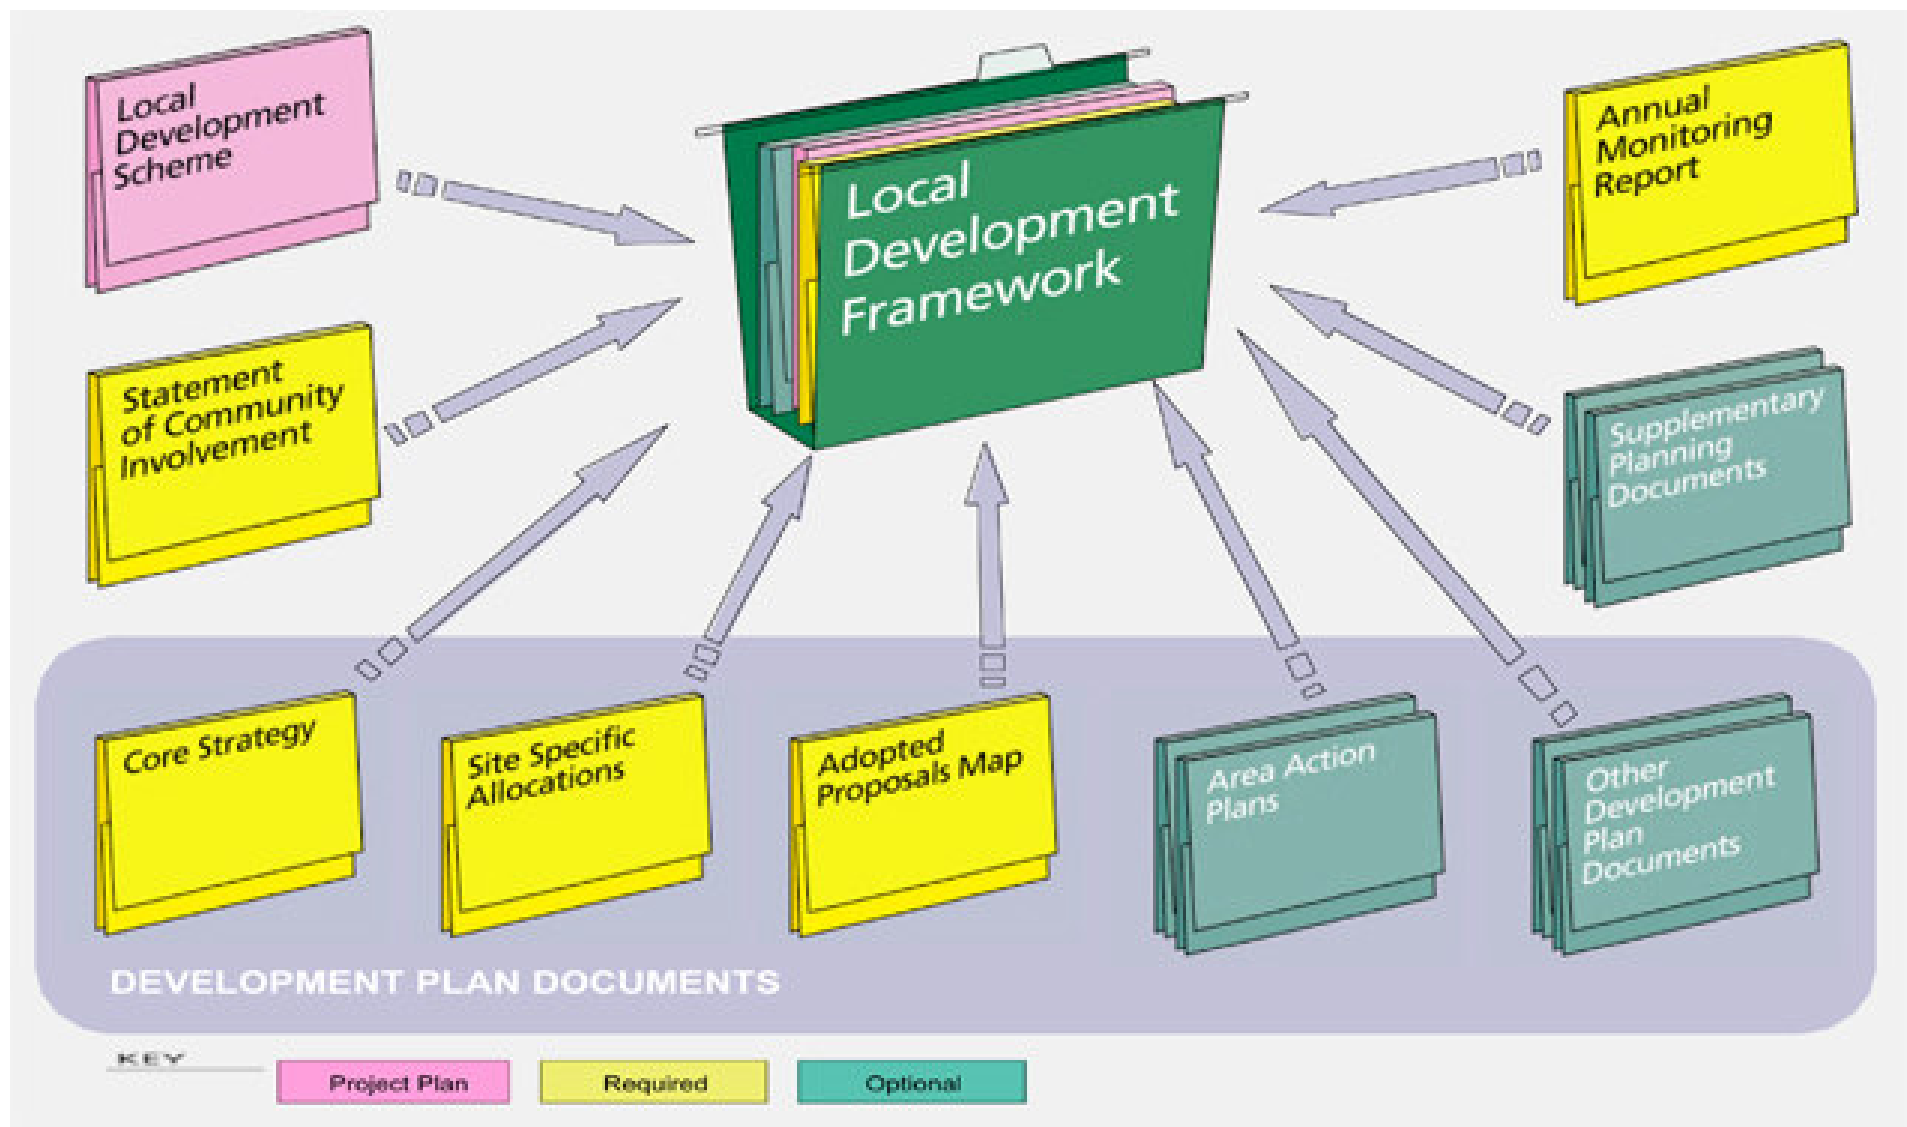 Local
Development
Scheme
Local
Development
Framework
Annual
Monitoring
Report
Statement
of Community
Involvement
Supplementary
Planning
Documents
Core Strategy
Site Specific
Allocations
Adopted
Proposals Map
Area Action
Plans
Other
Development
Plan
Documents
DEVELOPMENT PLAN DOCUMENTS
KEY
Project Plan
Required
Optional